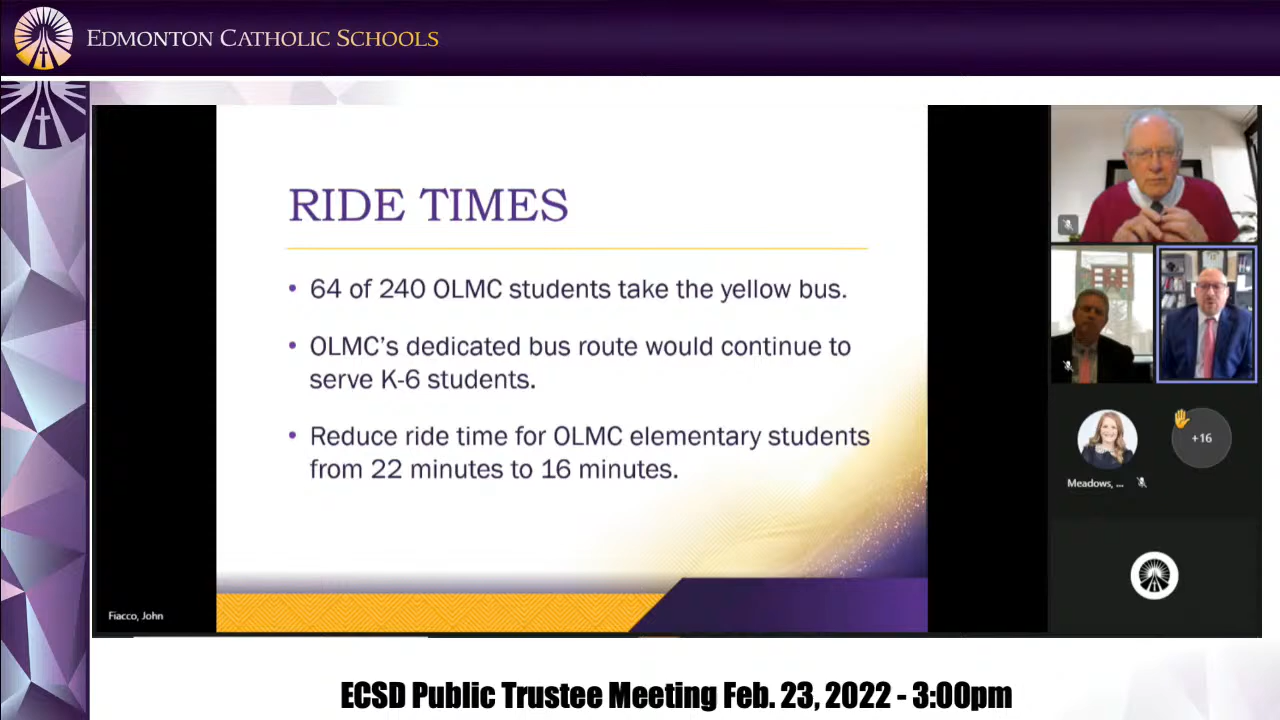 EDMONTON CATHOLIC SCHOOLS
RIDE TIMES
• 64 of 240 OLMC students take the yellow bus.
• OLMC’s dedicated bus route would continue to
serve K-6 students.
• Reduce ride time for OLMC elementary students
from 22 minutes to 16 minutes.
Fiacco, John
+16
Meadows, ...
ECSD Public Trustee Meeting Feb. 23, 2022 - 3:00pm